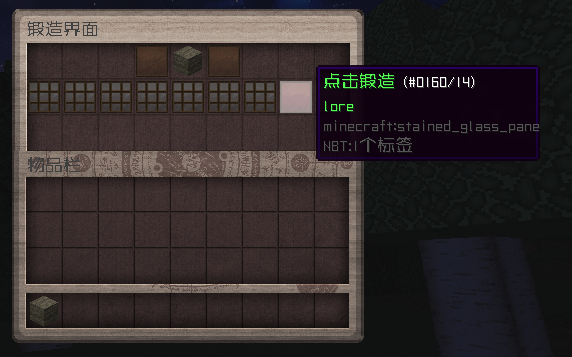 锻造界面
点击锻造 (#0160/14)
lore
minecraft:stained_glass_pane
NBT:1个标签
物品栏